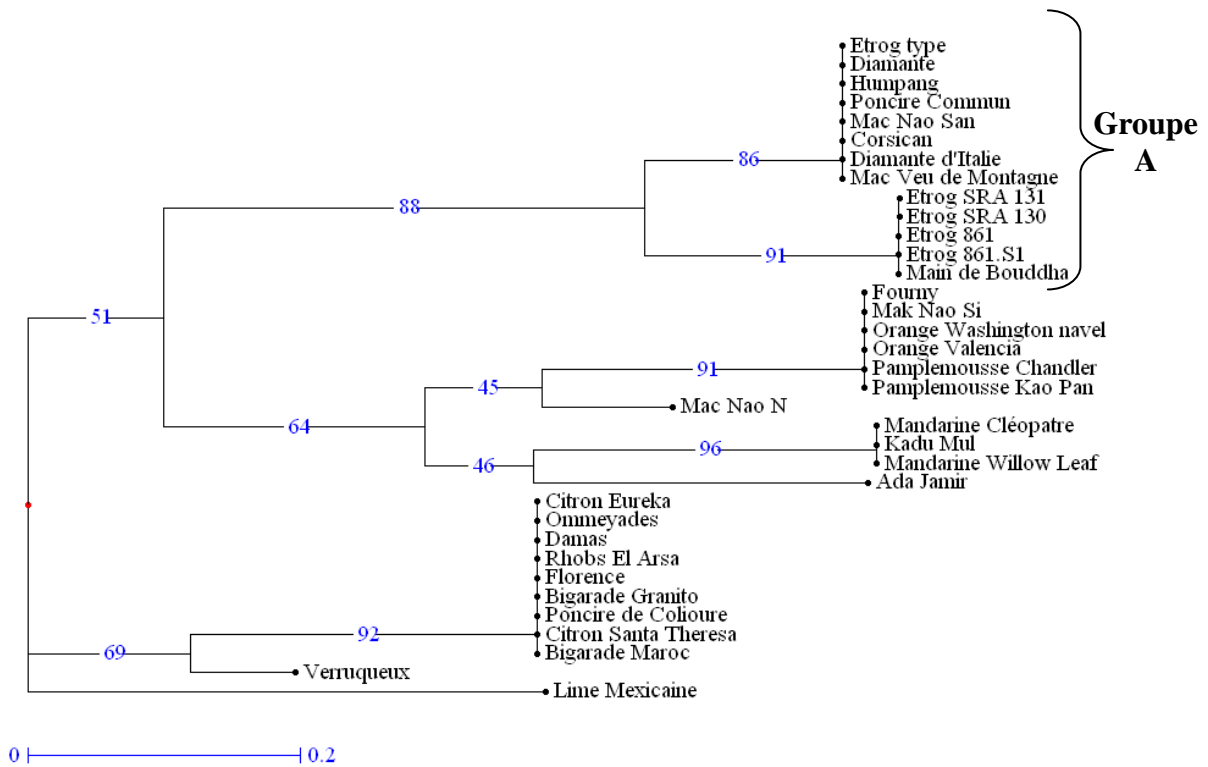 Etrog type
Diamante
Humpang
Poncire Commun
Mac Nao San
Corsican
Diamante d'Italie
Mac Veu de Montagne
Etrog SRA 131
Etrog SRA 130
Etrog 861
Etrog 861.S1
Main de Bouddha
Groupe
A
86
88
91
51
Fourny
Mak Nao Si
Orange Washington navel
Orange Valencia
Pamplemousse Chandler
Pamplemousse Kao Pan
91
45
Mac Nao N
64
Mandarine Cléopatre
Kadu Mul
Mandarine Willow Leaf
96
46
Ada Jamir
Citron Eureka
Ommeyades
Damas
Rhobs El Arsa
Florence
Bigarade Granito
Poncire de Colioure
Citron Santa Theresa
Bigarade Maroc
92
69
Verruqueux
Lime Mexicaine
0 0.2